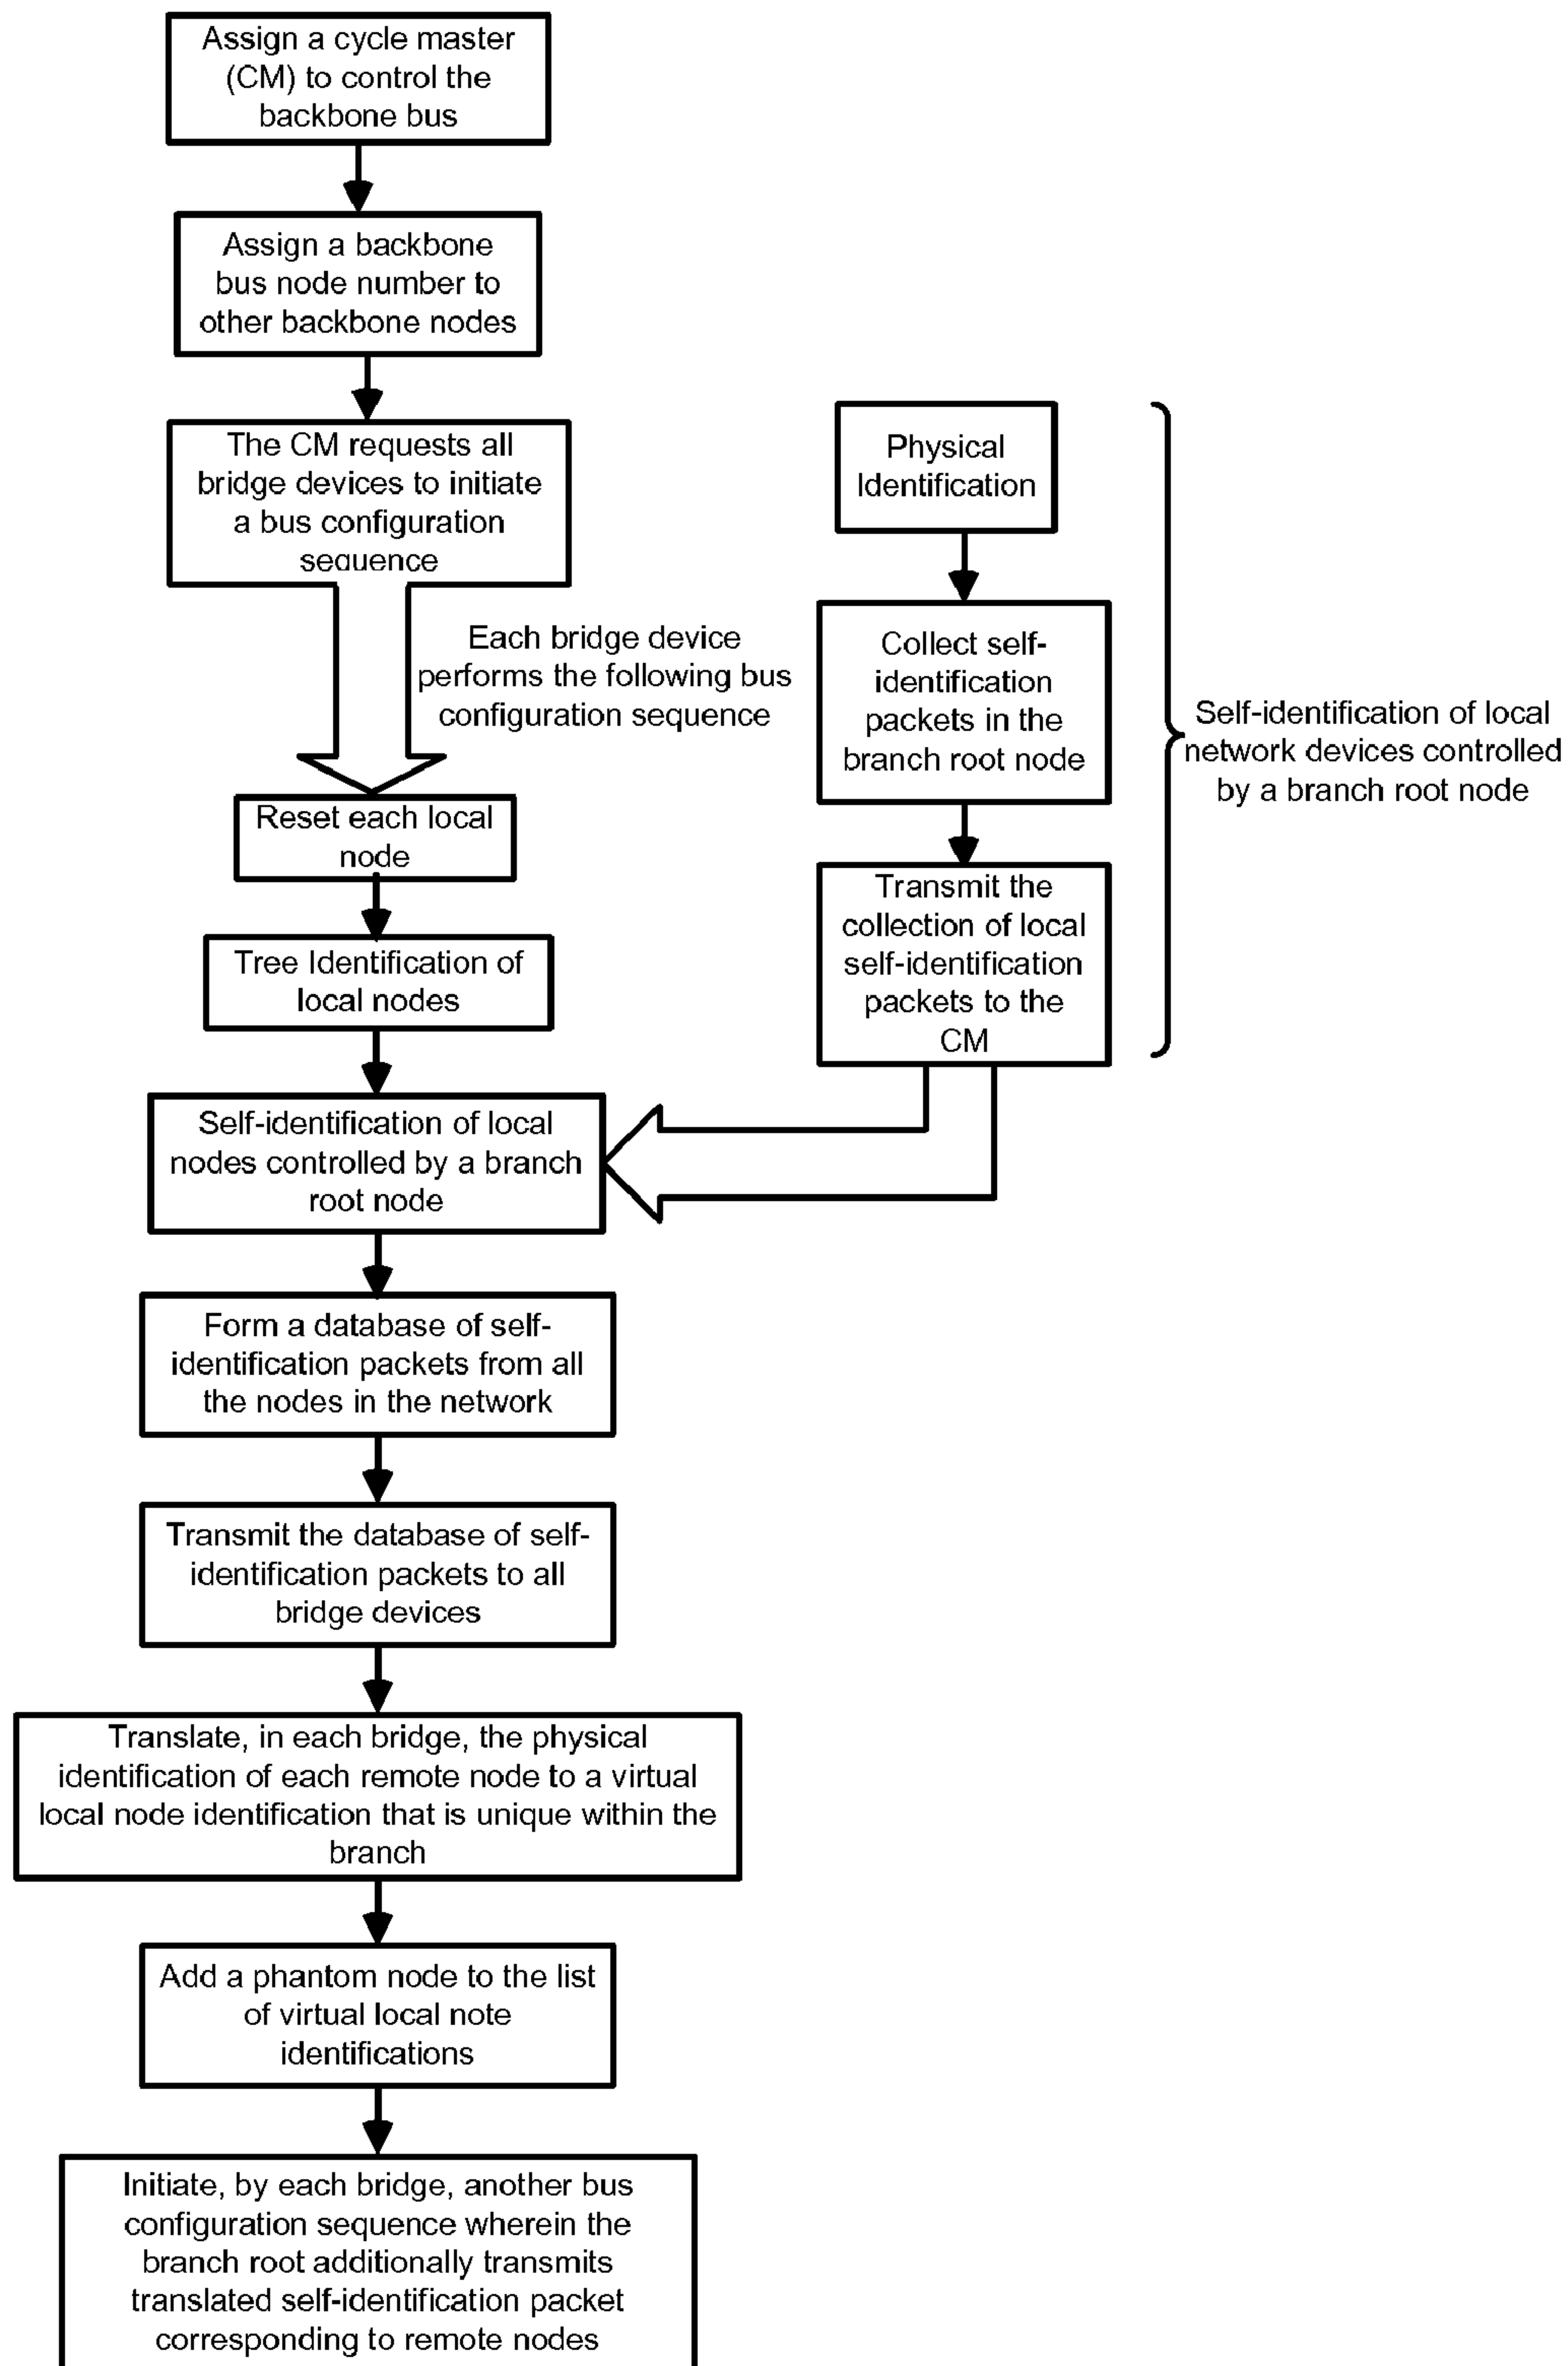 Assign a cycle master
(CM) to control the
backbone bus
Assign a backbone
bus node number to
other backbone nodes
The CM requests all
bridge devices to initiate
a bus configuration
sequence
Each bridge device
performs the following bus
configuration sequence
Reset each local
node
Tree Identification of
local nodes
Self-identification of local
nodes controlled by a branch
root node
Physical
Identification
Collect self-
identification
packets in the
branch root node
Transmit the
collection of local
self-identification
packets to the
CM
Self-identification of local
network devices controlled
by a branch root node
Form a database of self-
identification packets from all
the nodes in the network
Transmit the database of self-
identification packets to all
bridge devices
Translate, in each bridge, the physical
identification of each remote node to a virtual
local node identification that is unique within the
branch
Add a phantom node to the list
of virtual local note
identifications
Initiate, by each bridge, another bus
configuration sequence wherein the
branch root additionally transmits
translated self-identification packet
corresponding to remote nodes